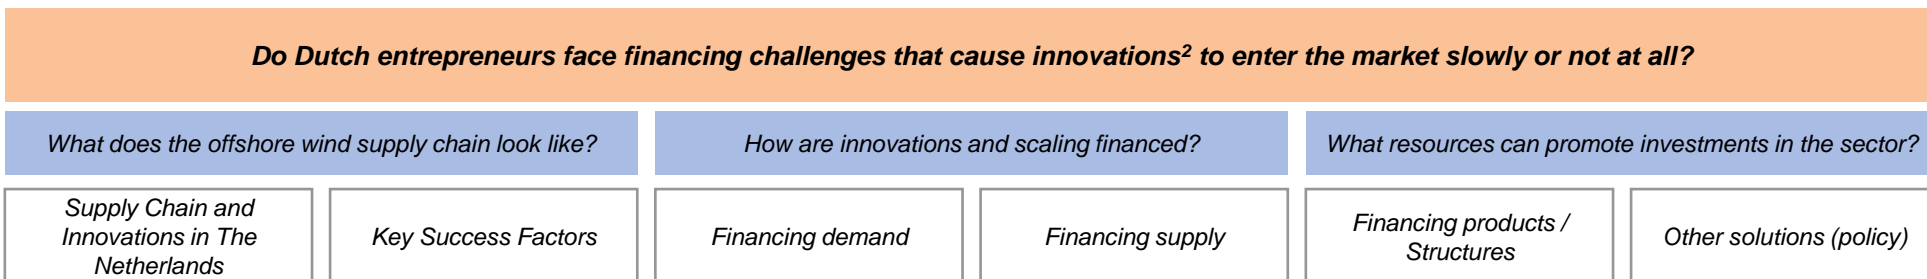 Do Dutch entrepreneurs face financing challenges that cause innovations² to enter the market slowly or not at all?
What does the offshore wind supply chain look like?
How are innovations and scaling financed?
What resources can promote investments in the sector?
Supply Chain and
Innovations in The
Netherlands
Key Success Factors
Financing demand
Financing supply
Financing products /
Structures
Other solutions (policy)